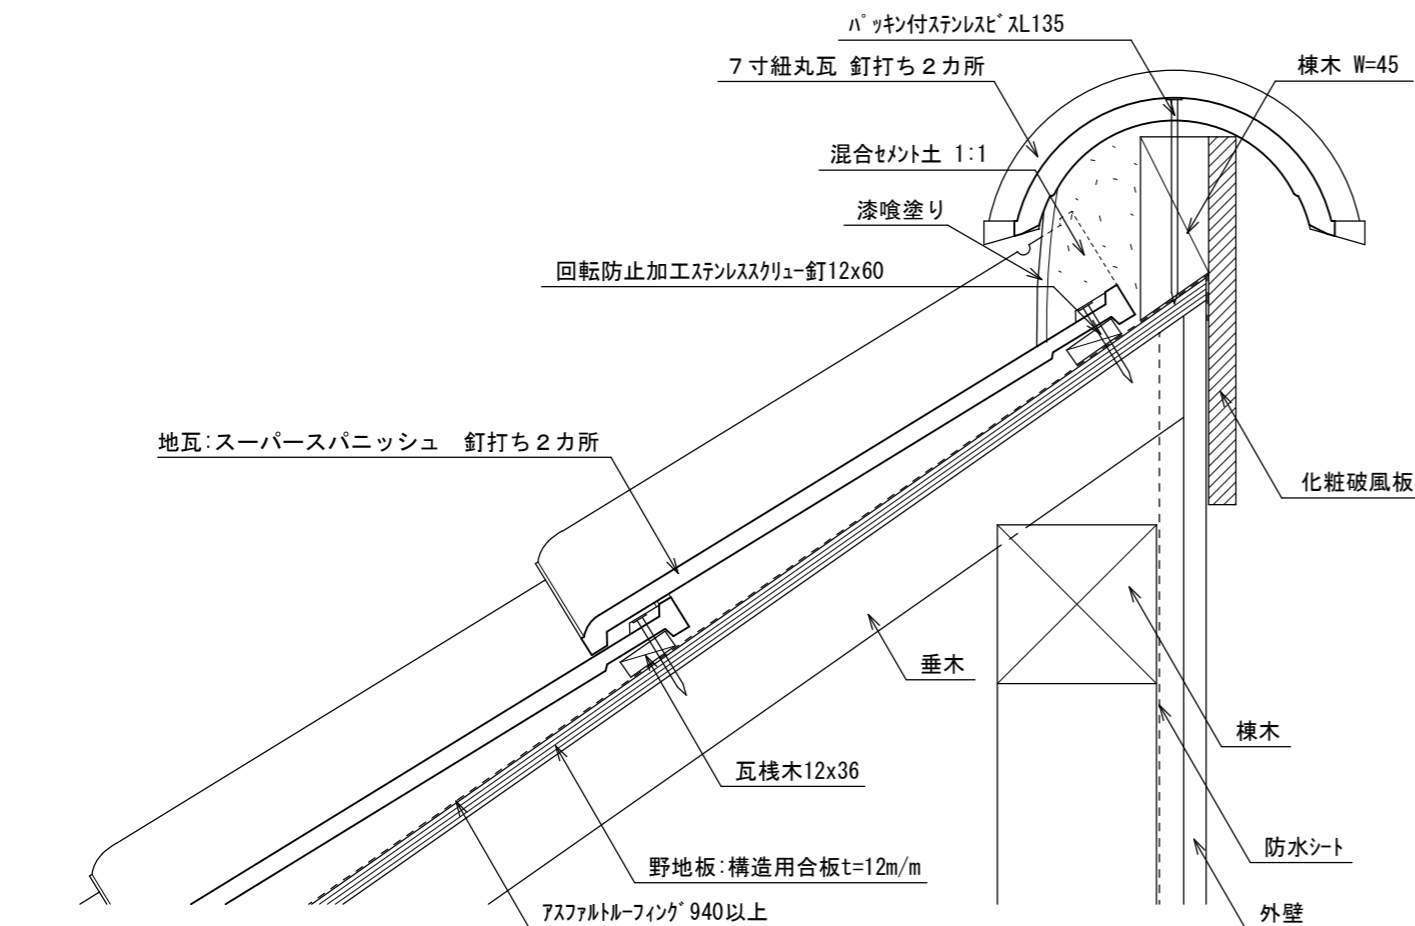 ﾊﾟｯｷﾝ付ｽﾃﾝﾚｽﾋﾞｽL135
７寸紐丸瓦 釘打ち２カ所
棟木 W=45
混合ｾﾒﾝﾄ土 1:1
漆喰塗り
回転防止加工ｽﾃﾝﾚｽｽｸﾘｭｰ釘12x60
地瓦:スーパースパニッシュ　釘打ち２カ所
化粧破風板
垂木
棟木
瓦桟木12x36
防水ｼｰﾄ
野地板:構造用合板t=12m/m
ｱｽﾌｧﾙﾄﾙｰﾌｨﾝｸﾞ940以上
外壁